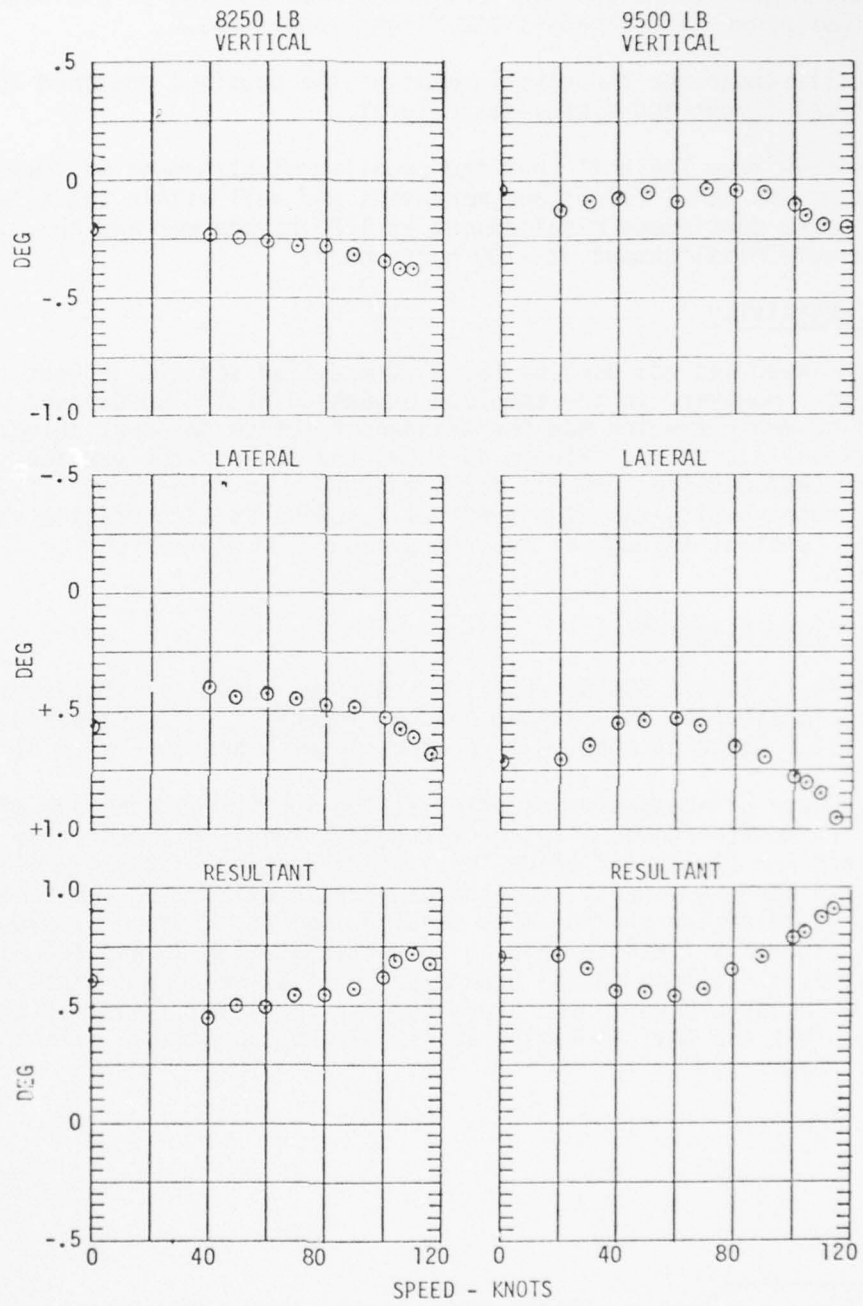 8250 LB
VERTICAL
9500 LB
VERTICAL
.5
0
-.5
-1.0
DEG
LATERAL
LATERAL
-.5
0
+.5
+1.0
DEG
RESULTANT
RESULTANT
1.0
.5
0
-.5
DEG
0 40 80 120 0 40 80 120
SPEED - KNOTS